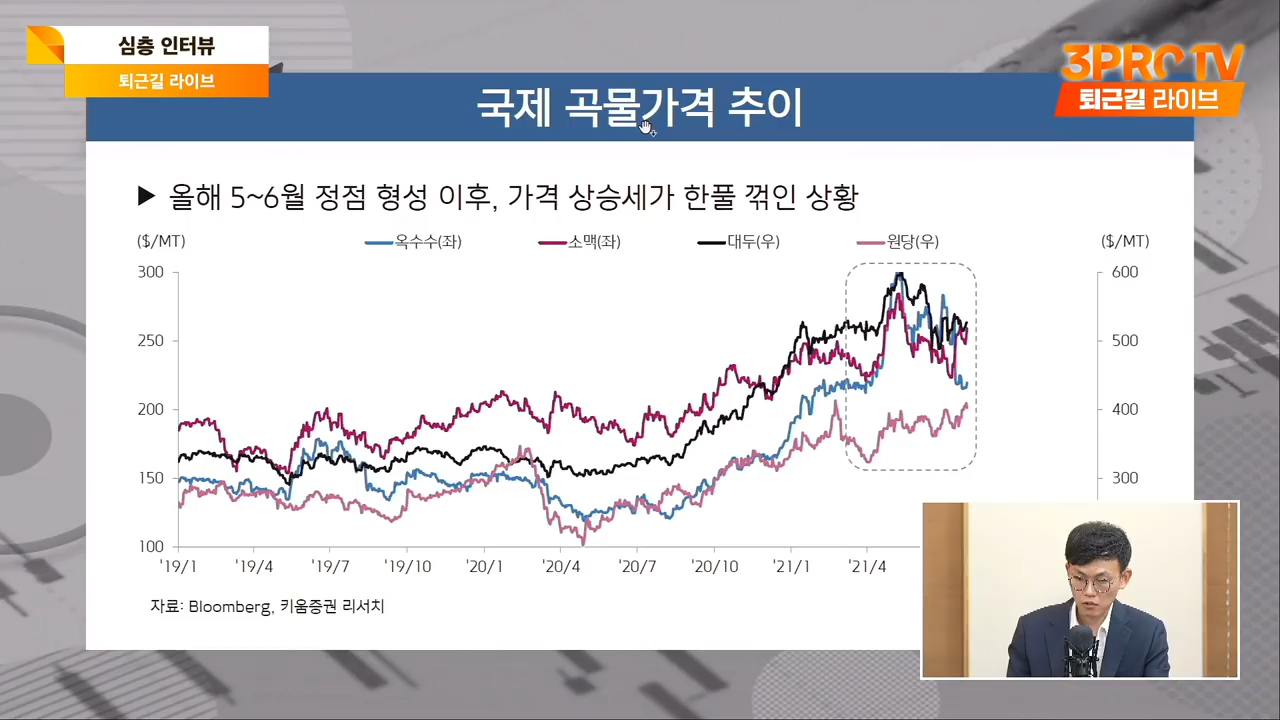 심층 인터뷰
퇴근길 라이브
3PRO TV
퇴근길 라이브
국제 곡물가격 추이
▶ 올해 5~6월 정점 형성 이후, 가격 상승세가 한풀 꺾인 상황
($/MT)
옥수수(좌) 소맥(좌) 대두(우) 원당(우)
($/MT)
300 600
250 500
200 400
150 300
100
'19/1 '19/4 '19/7 '19/10 '20/1 '20/4 '20/7 '20/10 '21/1 '21/4
자료: Bloomberg, 키움증권 리서치